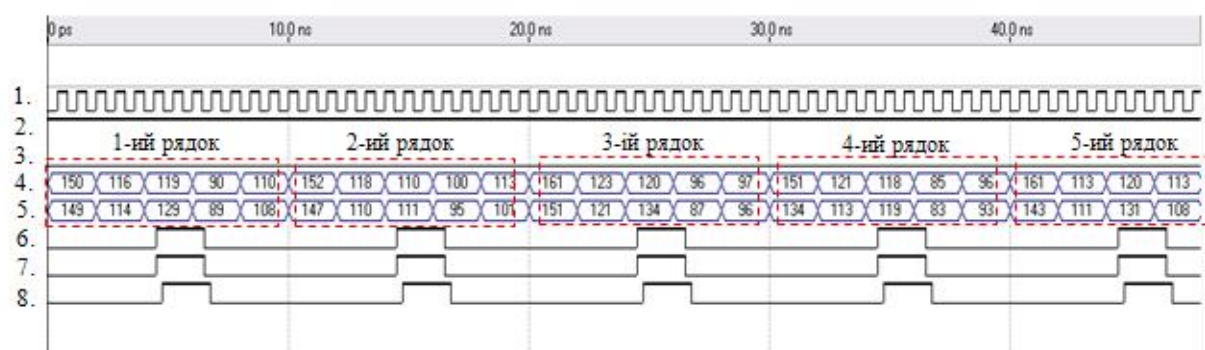 0 ps 10.0 ns 20.0 ns 30.0 ns 40.0 ns
1.
2.
1-ий рядок 2-ий рядок 3-ій рядок 4-ий рядок 5-ий рядок
3.
4. 150 116 119 90 110 152 118 110 100 113 161 123 120 96 97 151 121 118 85 96 161 113 120 113
5. 149 114 129 89 108 147 110 111 95 101 151 121 134 87 96 134 113 119 83 93 143 111 131 108
6.
7.
8.